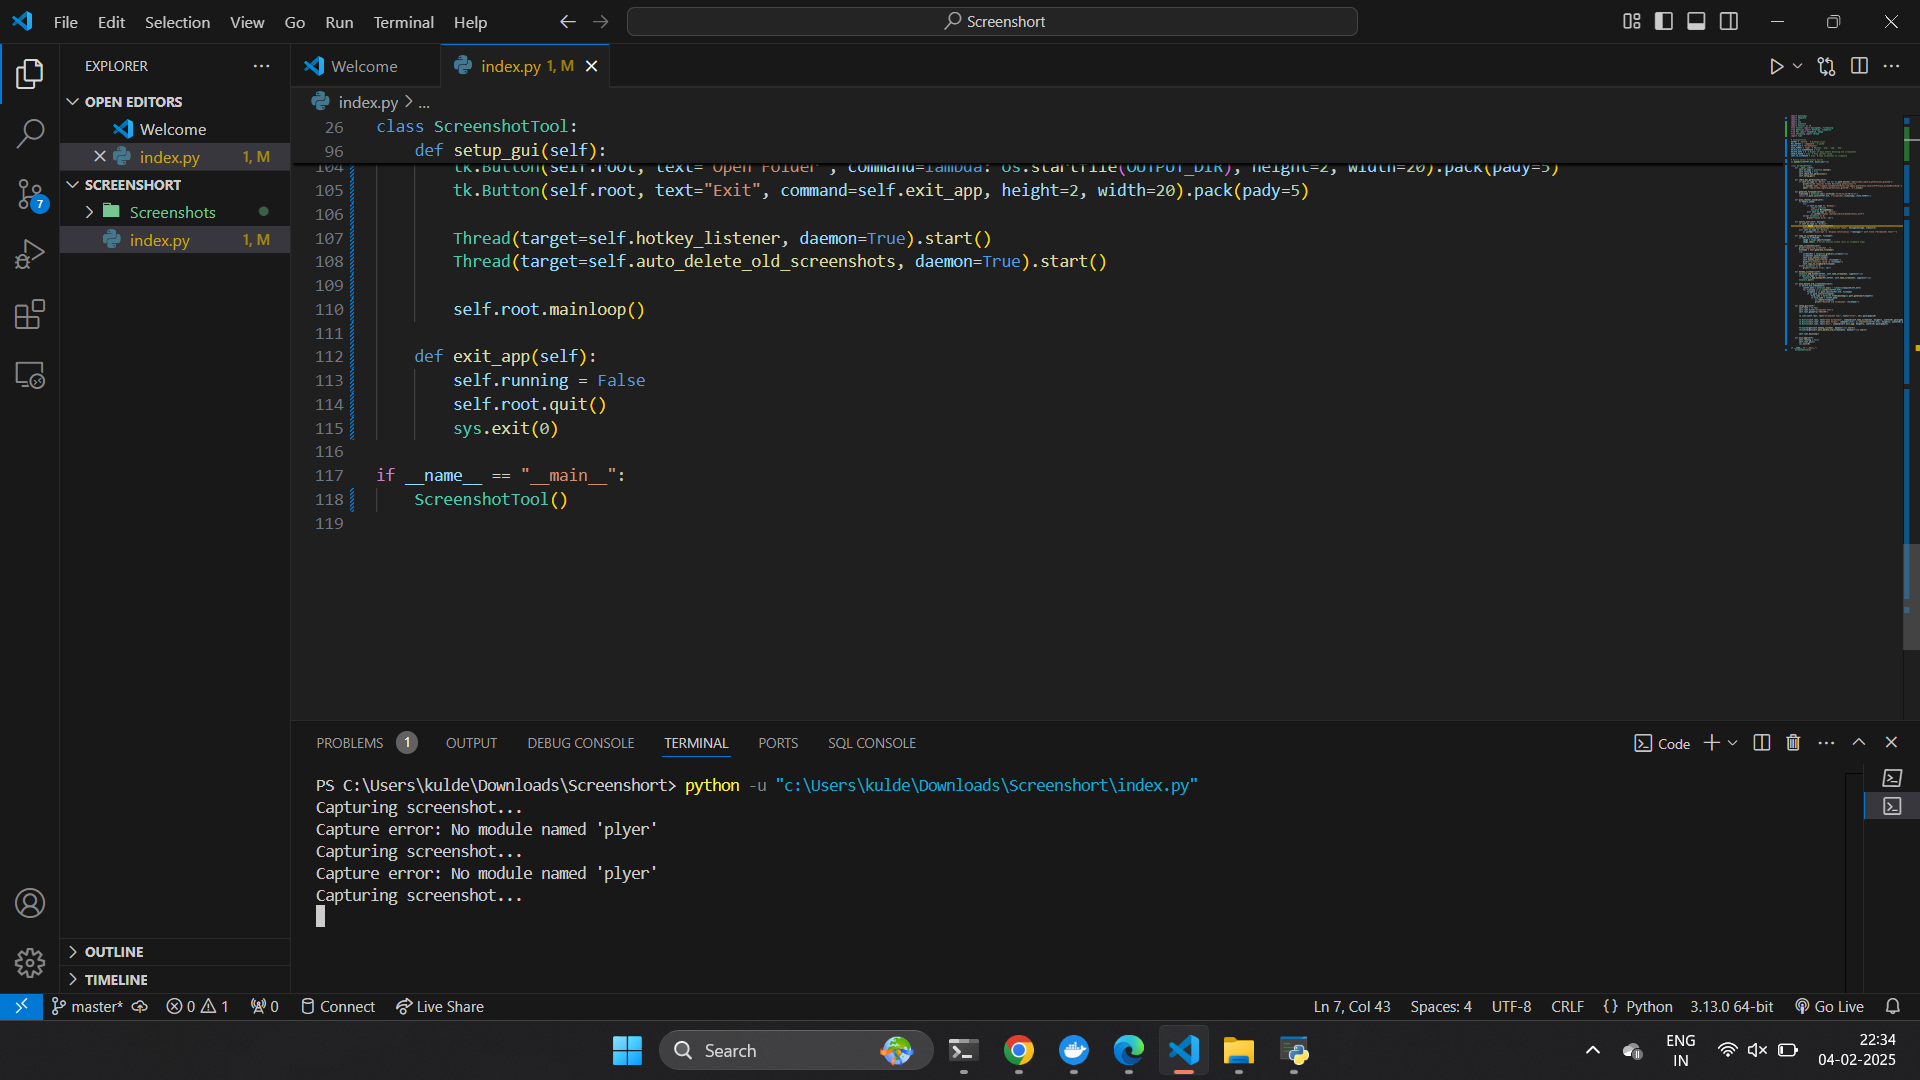 File Edit Selection View Go Run Terminal Help
Screenshort
EXPLORER
OPEN EDITORS
Welcome
index.py 1, M
SCREENSHORT
Screenshots
index.py 1, M
OUTLINE
TIMELINE
7
Welcome
index.py 1, M
index.py > ...
26 class ScreenshotTool:
96 def setup_gui(self):
104 tk.Button(self.root, text="Open Folder", command=lambda: os.startfile(OUTPUT_DIR), height=2, width=20).pack(pady=5)
105 tk.Button(self.root, text="Exit", command=self.exit_app, height=2, width=20).pack(pady=5)
106
107 Thread(target=self.hotkey_listener, daemon=True).start()
108 Thread(target=self.auto_delete_old_screenshots, daemon=True).start()
109
110 self.root.mainloop()
111
112 def exit_app(self):
113 self.running = False
114 self.root.quit()
115 sys.exit(0)
116
117 if __name__ == "__main__":
118 ScreenshotTool()
119
PROBLEMS 1 OUTPUT DEBUG CONSOLE TERMINAL PORTS SQL CONSOLE
Code
PS C:\Users\kulde\Downloads\Screenshort> python -u "c:\Users\kulde\Downloads\Screenshort\index.py"
Capturing screenshot...
Capture error: No module named 'plyer'
Capturing screenshot...
Capture error: No module named 'plyer'
Capturing screenshot...
master* 0 1 0 Connect Live Share
Ln 7, Col 43 Spaces: 4 UTF-8 CRLF {} Python 3.13.0 64-bit Go Live
Search
ENG
IN
22:34
04-02-2025